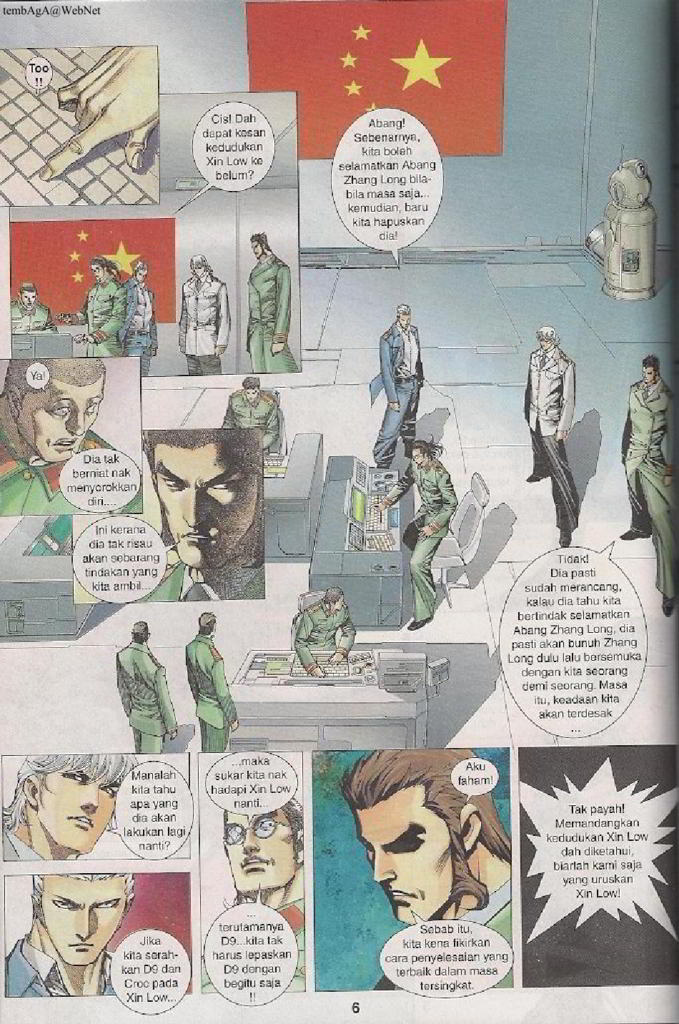 tembAgA@WebNet
Too
!!
Cis! Dah
dapat kesan
kedudukan
Xin Low ke
belum?
Abang!
Sebenarnya,
kita boleh
selamatkan Abang
Zhang Long bila-
bila masa saja...
kemudian, baru
kita hapuskan
dia!
Ya!
Dia tak
berniat nak
menyorokkan
diri...
Ini kerana
dia tak risau
akan sebarang
tindakan yang
kita ambil...
Tidak!
Dia pasti
sudah merancang,
kalau dia tahu kita
bertindak selamatkan
Abang Zhang Long, dia
pasti akan bunuh Zhang
Long dulu lalu bersemuka
dengan kita seorang
demi seorang. Masa
itu, keadaan kita
akan terdesak
...
Manalah
kita tahu
apa yang
dia akan
lakukan lagi
nanti?
Jika
kita serah-
kan D9 dan
Croc pada
Xin Low...
...maka
sukar kita nak
hadapi Xin Low
nanti...
...
terutamanya
D9...kita tak
harus lepaskan
D9 dengan
begitu saja
!!
Aku
faham!
Sebab itu,
kita kena fikirkan
cara penyelesaian yang
terbaik dalam masa
tersingkat.
Tak payah!
Memandangkan
kedudukan Xin Low
dah diketahui,
biarlah kami saja
yang uruskan
Xin Low!
6